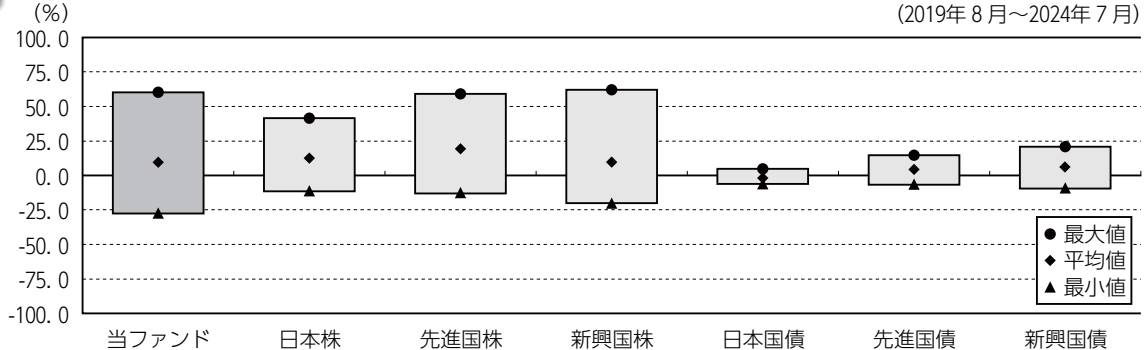 (%)
(2019年8月~2024年7月)
100.0
75.0
50.0
25.0
0.0
-25.0
-50.0
-75.0
-100.0
● 最大値
◆ 平均値
▲ 最小値
当ファンド 日本株 先進国株 新興国株 日本国債 先進国債 新興国債